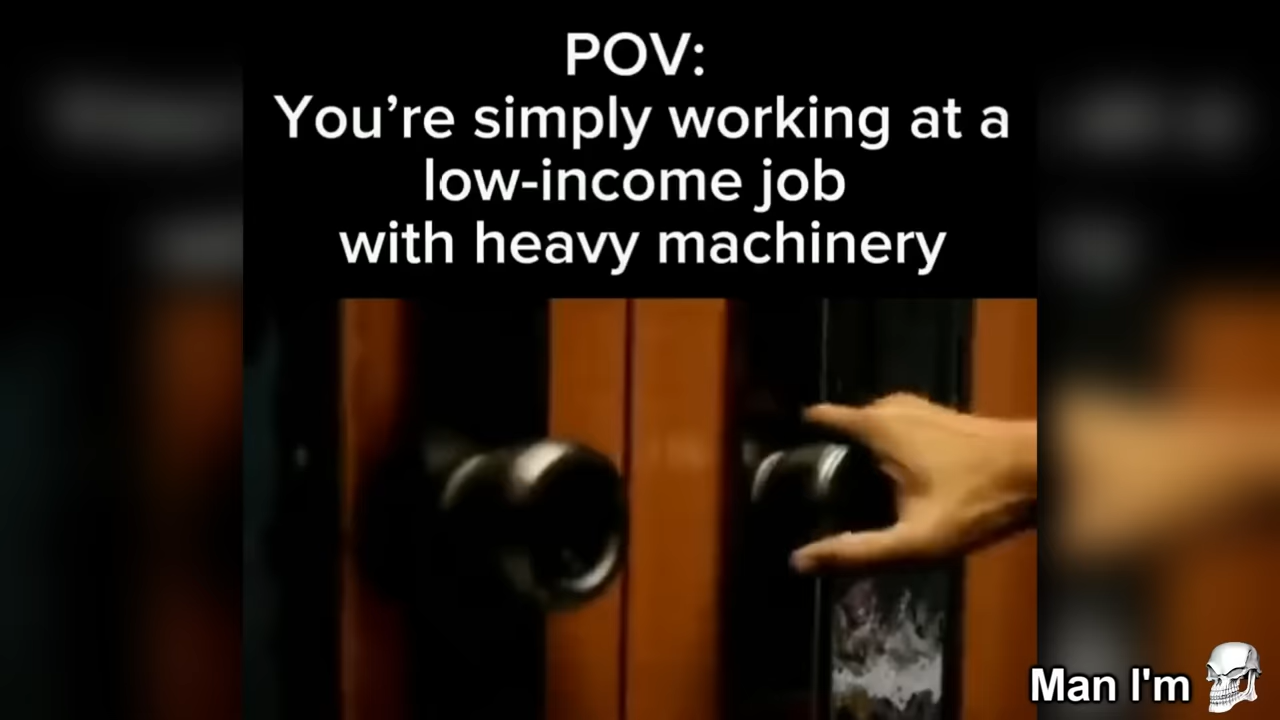 POV:
You’re simply working at a
low-income job
with heavy machinery
Man I'm